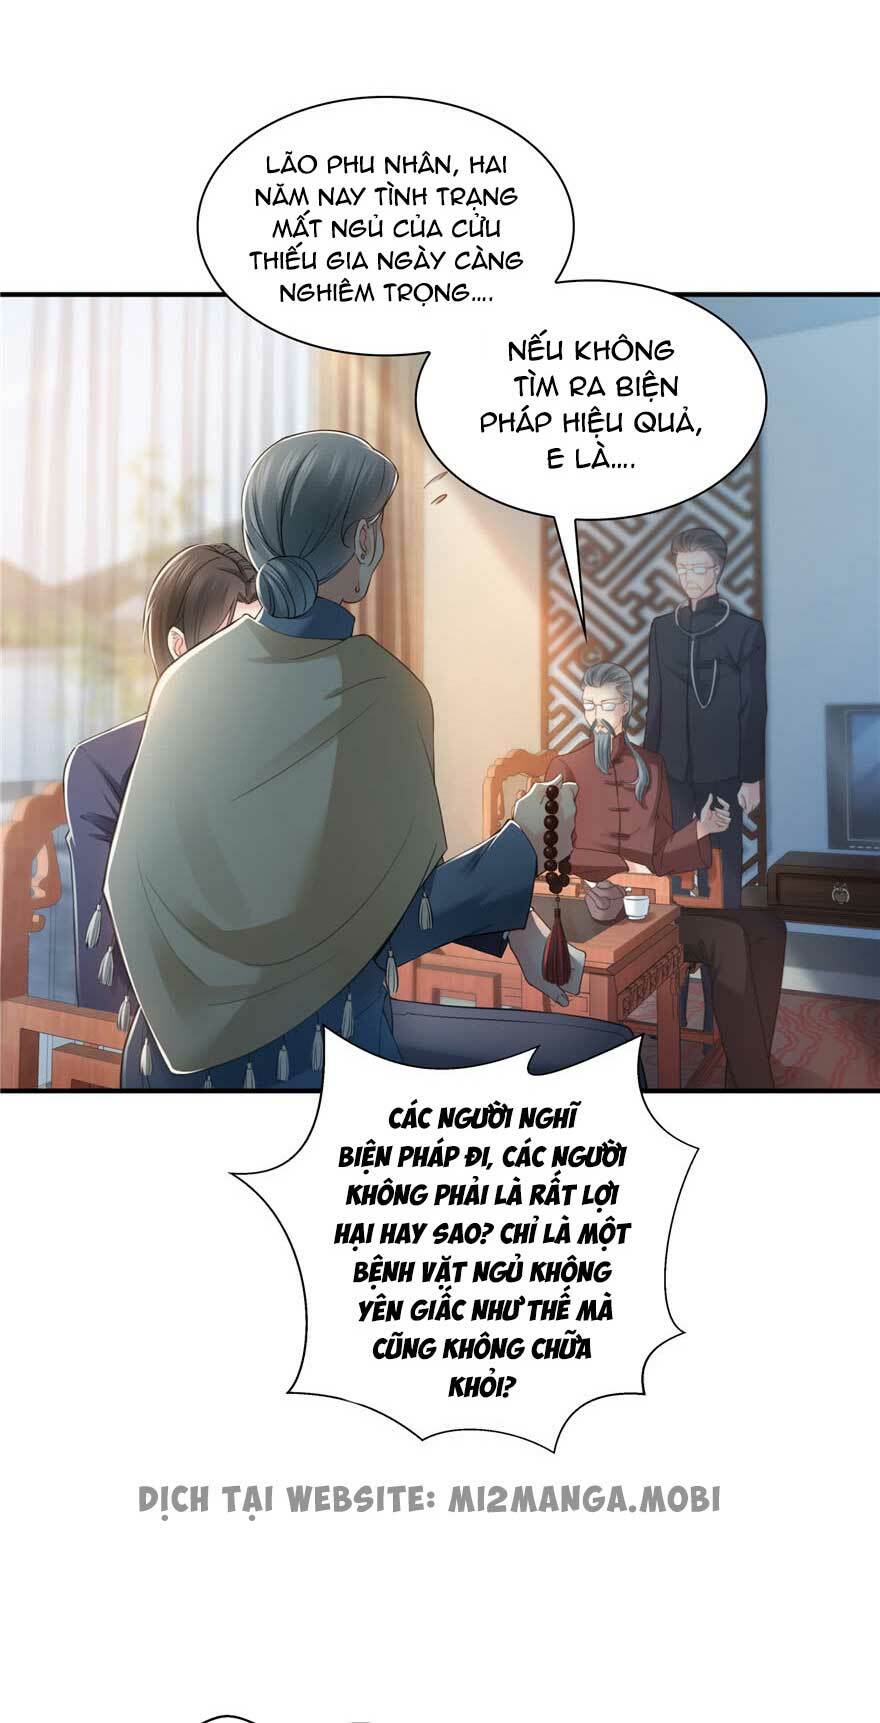 LÃO PHU NHÂN, HAI
NĂM NAY TÌNH TRẠNG
MẤT NGỦ CỦA CỬU
THIẾU GIA NGÀY CÀNG
NGHIÊM TRỌNG....
NẾU KHÔNG
TÌM RA BIỆN
PHÁP HIỆU QUẢ,
E LÀ....
CÁC NGƯỜI NGHĨ
BIỆN PHÁP ĐI, CÁC NGƯỜI
KHÔNG PHẢI LÀ RẤT LỢI
HẠI HAY SAO? CHỈ LÀ MỘT
BỆNH VẶT NGỦ KHÔNG
YÊN GIẤC NHƯ THẾ MÀ
CŨNG KHÔNG CHỮA
KHỎI?
DỊCH TẠI WEBSITE: MI2MANGA.MOBI